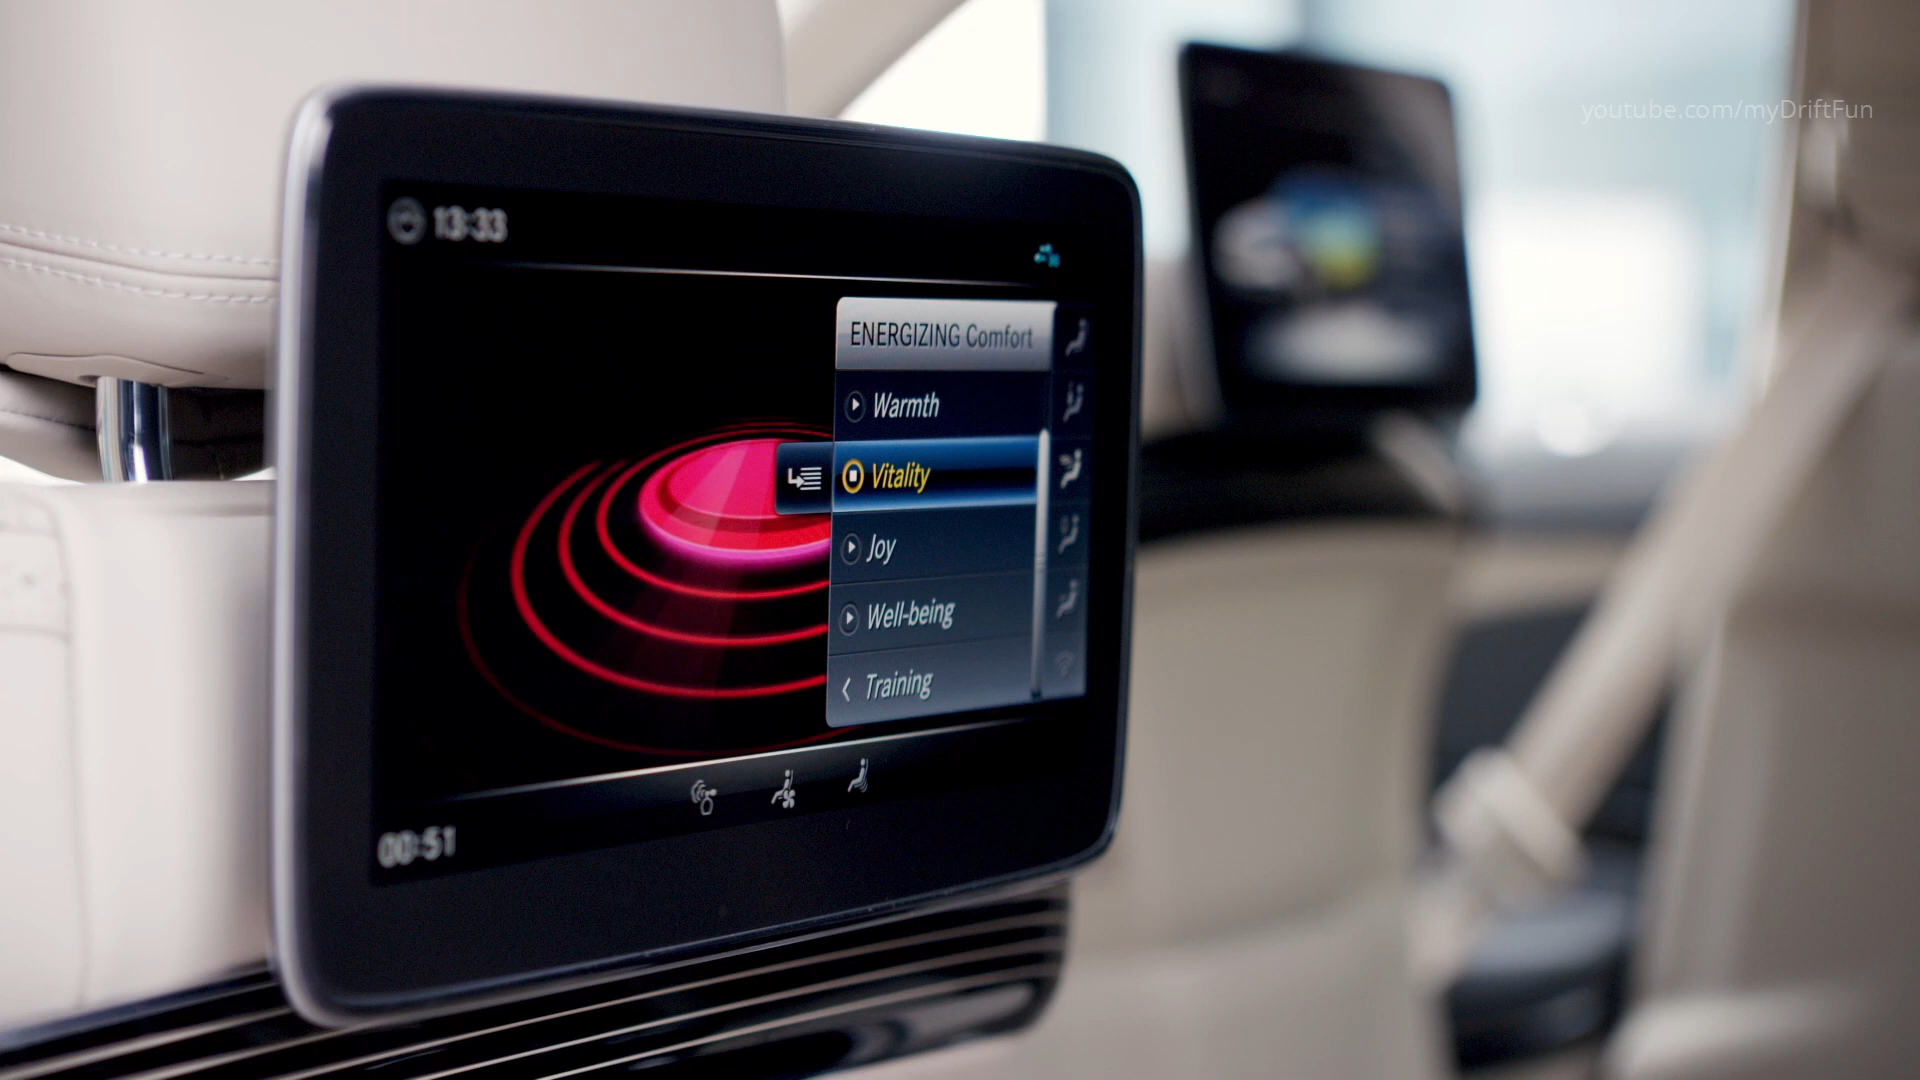 youtube.com/myDriftFun
13:33
ENERGIZING Comfort
Warmth
Vitality
Joy
Well-being
Training
00:51